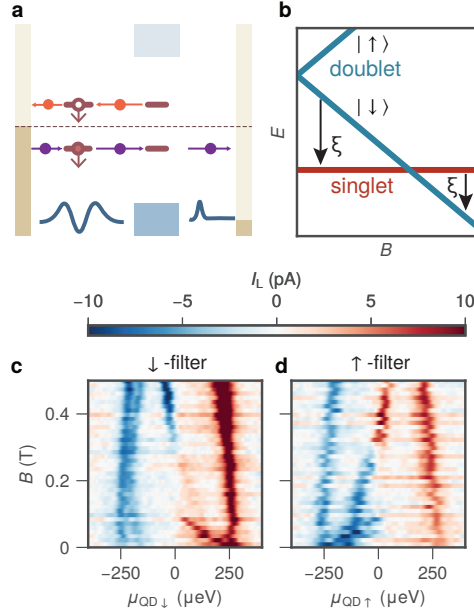 a
b
E
| ↑ ⟩
doublet
| ↓ ⟩
ξ
singlet
ξ
B
I_L (pA)
−10 −5 0 5 10
c ↓ -filter
d ↑ -filter
B (T)
0.4
0.2
0
−250 0 250
−250 0 250
μ_QD↓ (μeV)
μ_QD↑ (μeV)